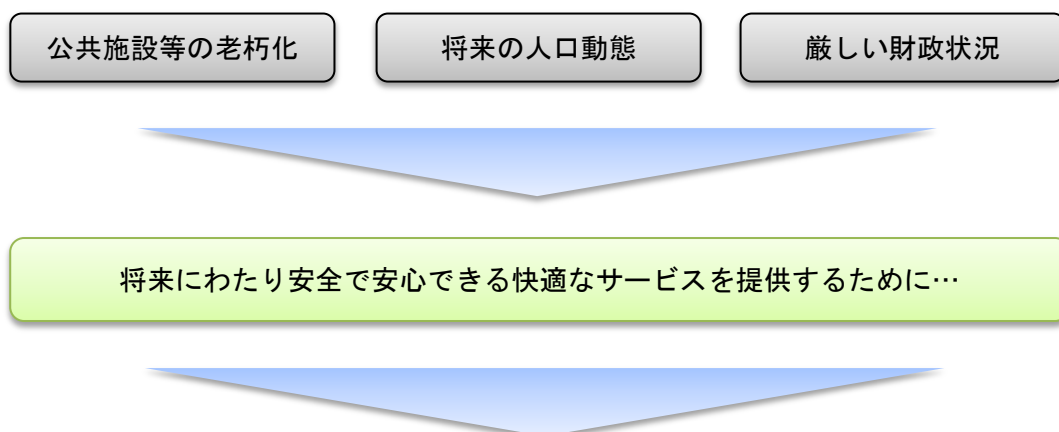 公共施設等の老朽化
将来の人口動態
厳しい財政状況
将来にわたり安全で安心できる快適なサービスを提供するために…